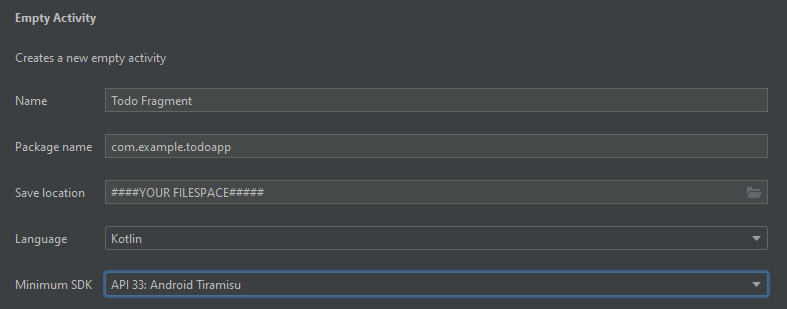 Empty Activity
Creates a new empty activity
Name Todo Fragment
Package name com.example.todoapp
Save location ####YOUR FILESPACE#####
Language Kotlin
Minimum SDK API 33: Android Tiramisu